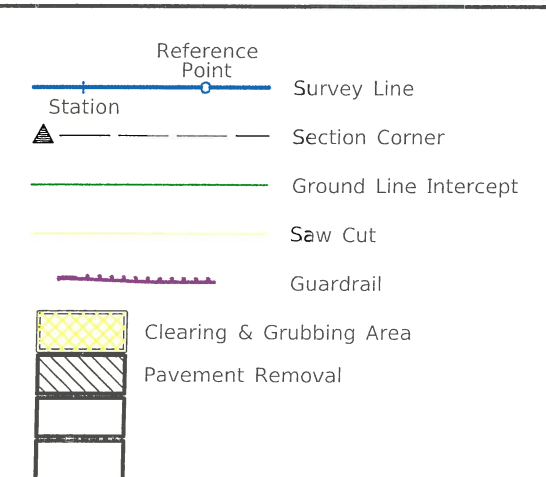 Reference
Point
Survey Line
Station
Section Corner
Ground Line Intercept
Saw Cut
Guardrail
Clearing & Grubbing Area
Pavement Removal